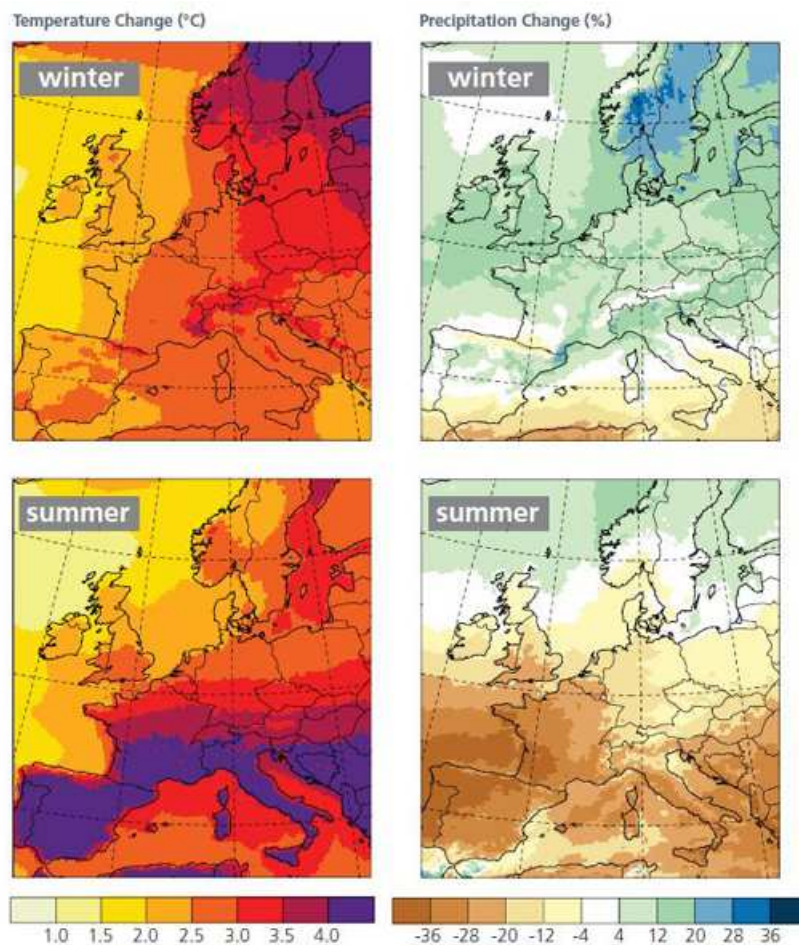 Temperature Change (°C) Precipitation Change (%)
winter winter
summer summer
1.0 1.5 2.0 2.5 3.0 3.5 4.0 -36 -28 -20 -12 -4 4 12 20 28 36